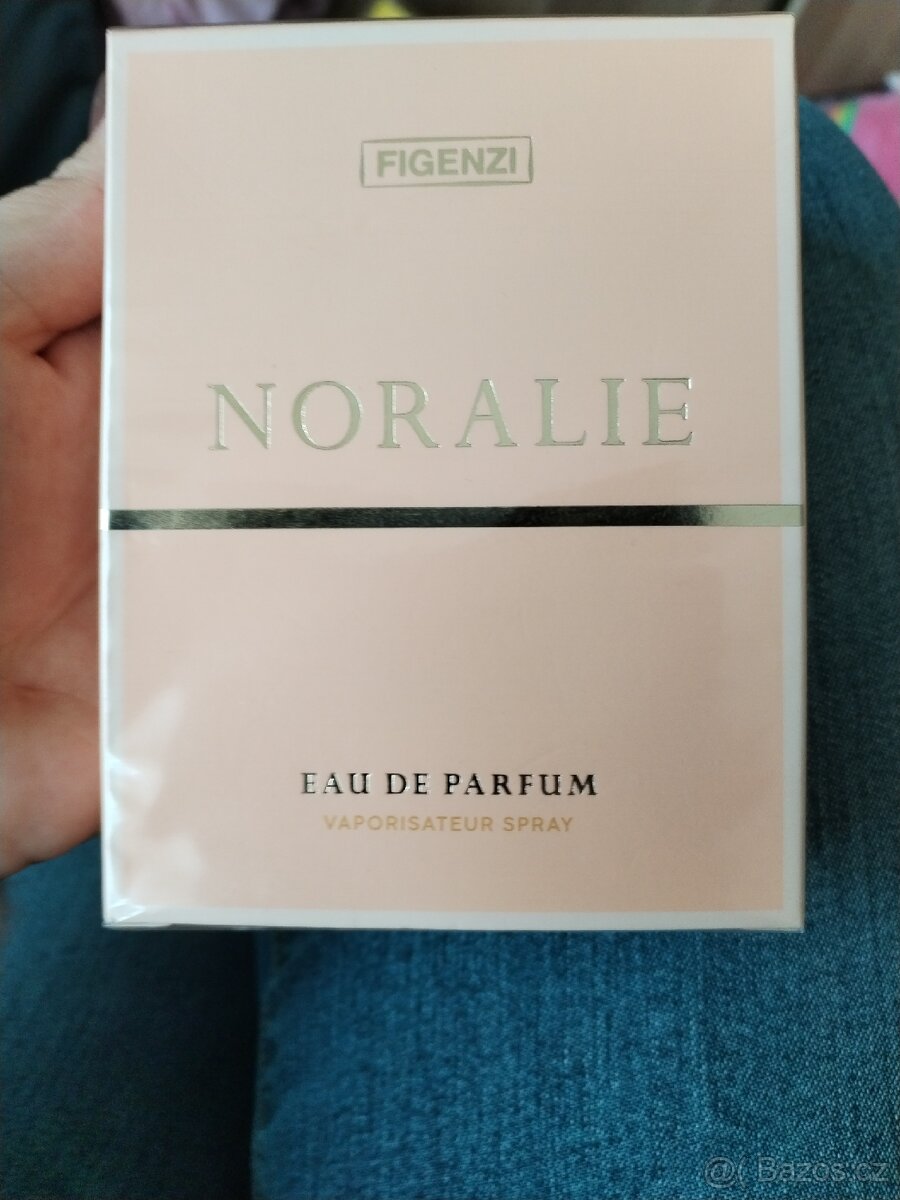 FIGENZI
NORALIE
EAU DE PARFUM
VAPORISATEUR SPRAY
@( Bazos.cz